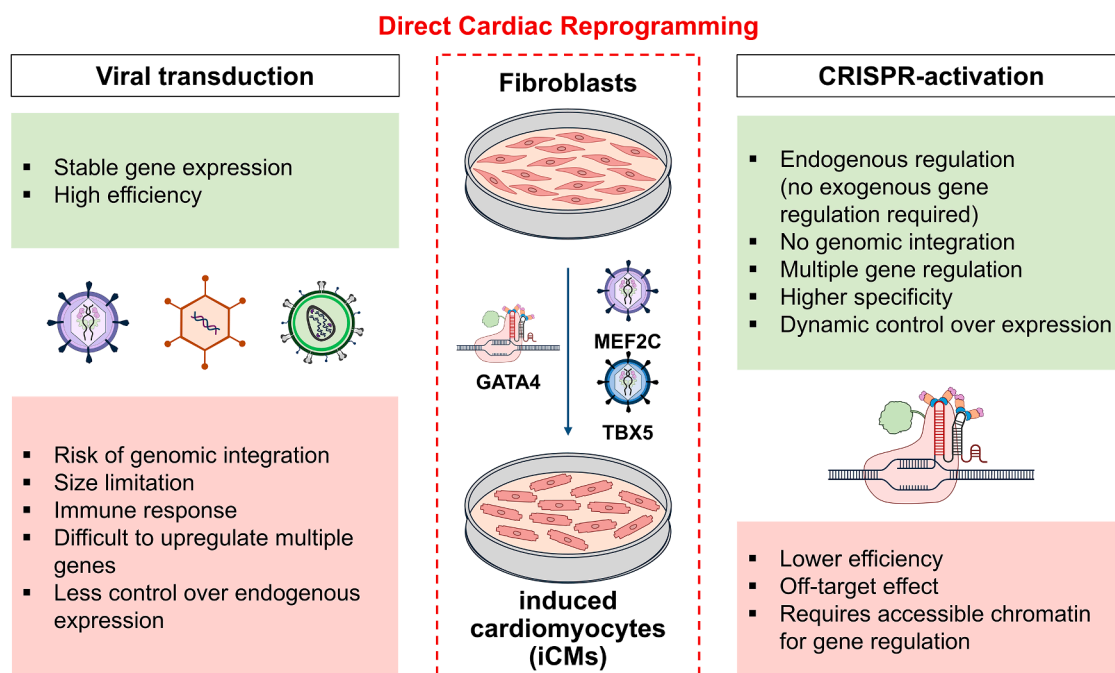 Direct Cardiac Reprogramming
Viral transduction
▪ Stable gene expression
▪ High efficiency
▪ Risk of genomic integration
▪ Size limitation
▪ Immune response
▪ Difficult to upregulate multiple
genes
▪ Less control over endogenous
expression
Fibroblasts
MEF2C
GATA4
TBX5
induced
cardiomyocytes
(iCMs)
CRISPR-activation
▪ Endogenous regulation
(no exogenous gene
regulation required)
▪ No genomic integration
▪ Multiple gene regulation
▪ Higher specificity
▪ Dynamic control over expression
▪ Lower efficiency
▪ Off-target effect
▪ Requires accessible chromatin
for gene regulation